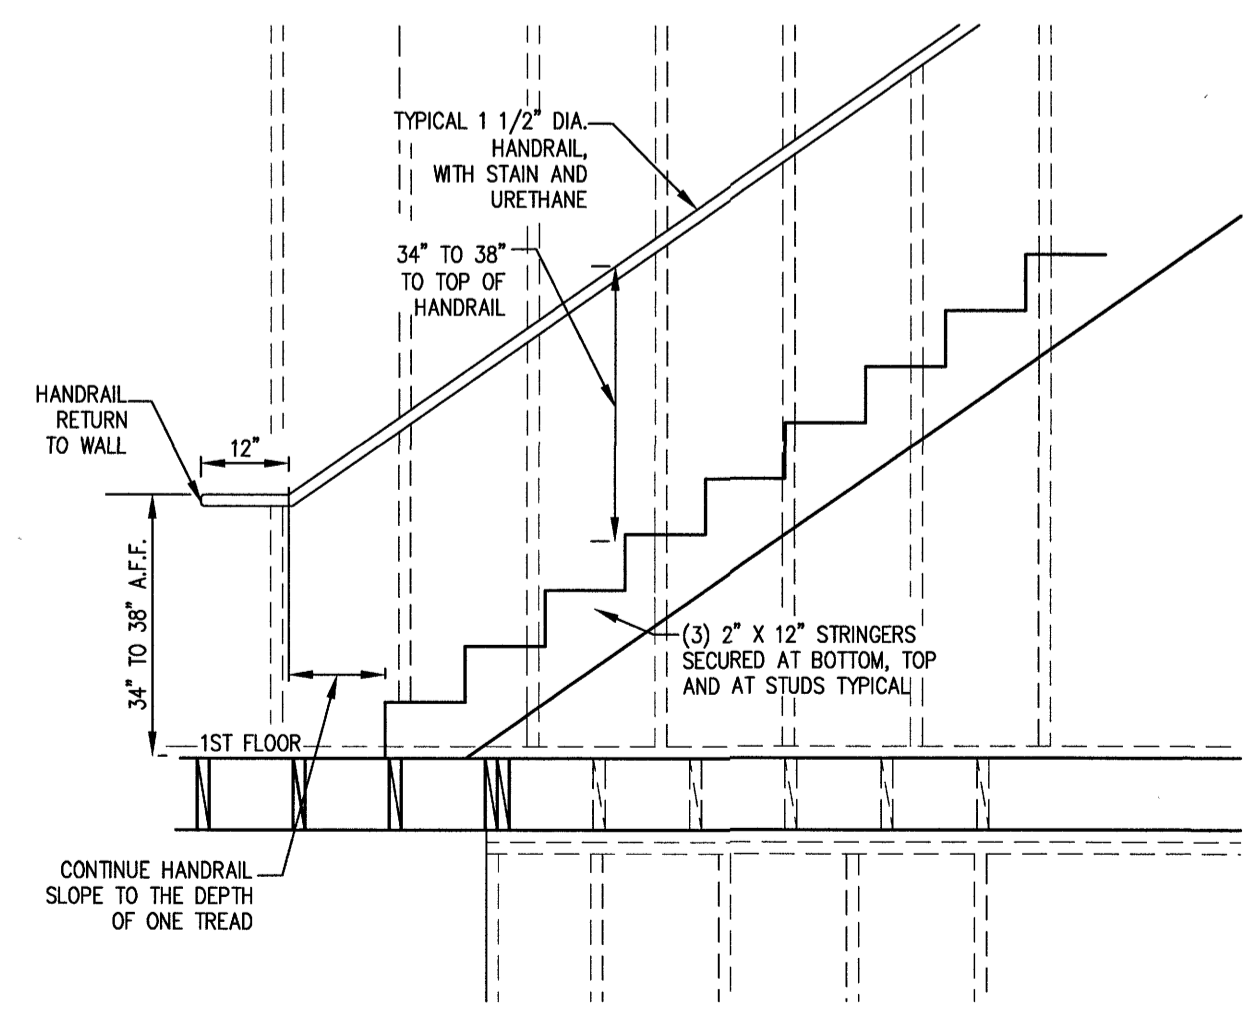 TYPICAL 1 1/2" DIA.
HANDRAIL,
WITH STAIN AND
URETHANE
34" TO 38"
TO TOP OF
HANDRAIL
HANDRAIL
RETURN
TO WALL
12"
34" TO 38" A.F.F.
(3) 2" X 12" STRINGERS
SECURED AT BOTTOM, TOP
AND AT STUDS TYPICAL
1ST FLOOR
CONTINUE HANDRAIL
SLOPE TO THE DEPTH
OF ONE TREAD